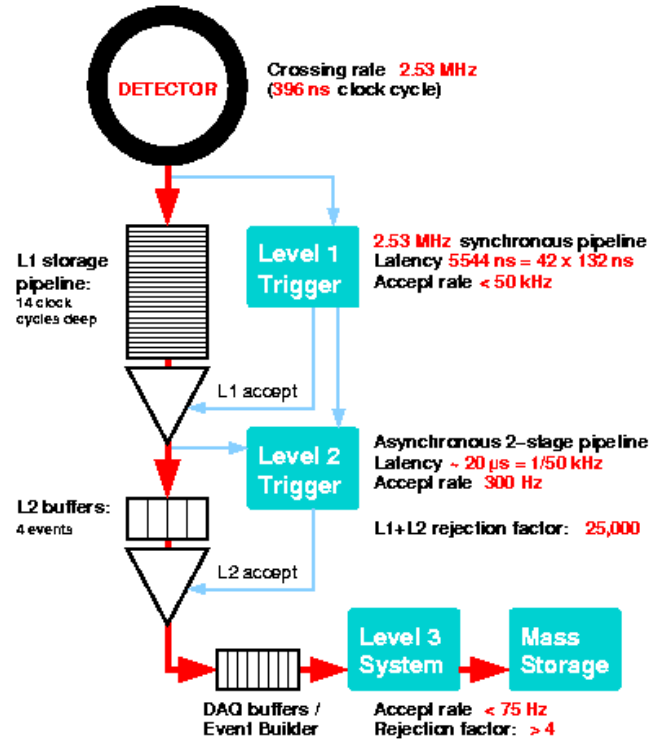 DETECTOR
Crossing rate 2.53 MHz
(396 ns clock cycle)
L1 storage
pipeline:
14 clock
cycles deep
Level 1
Trigger
2.53 MHz synchronous pipeline
Latency 5544 ns = 42 x 132 ns
Accept rate < 50 kHz
L1 accept
Level 2
Trigger
Asynchronous 2-stage pipeline
Latency ~ 20 µs = 1/50 kHz
Accept rate 300 Hz
L2 buffers:
4 events
L1+L2 rejection factor: 25,000
L2 accept
Level 3
System
Mass
Storage
DAQ buffers /
Event Builder
Accept rate < 75 Hz
Rejection factor: > 4